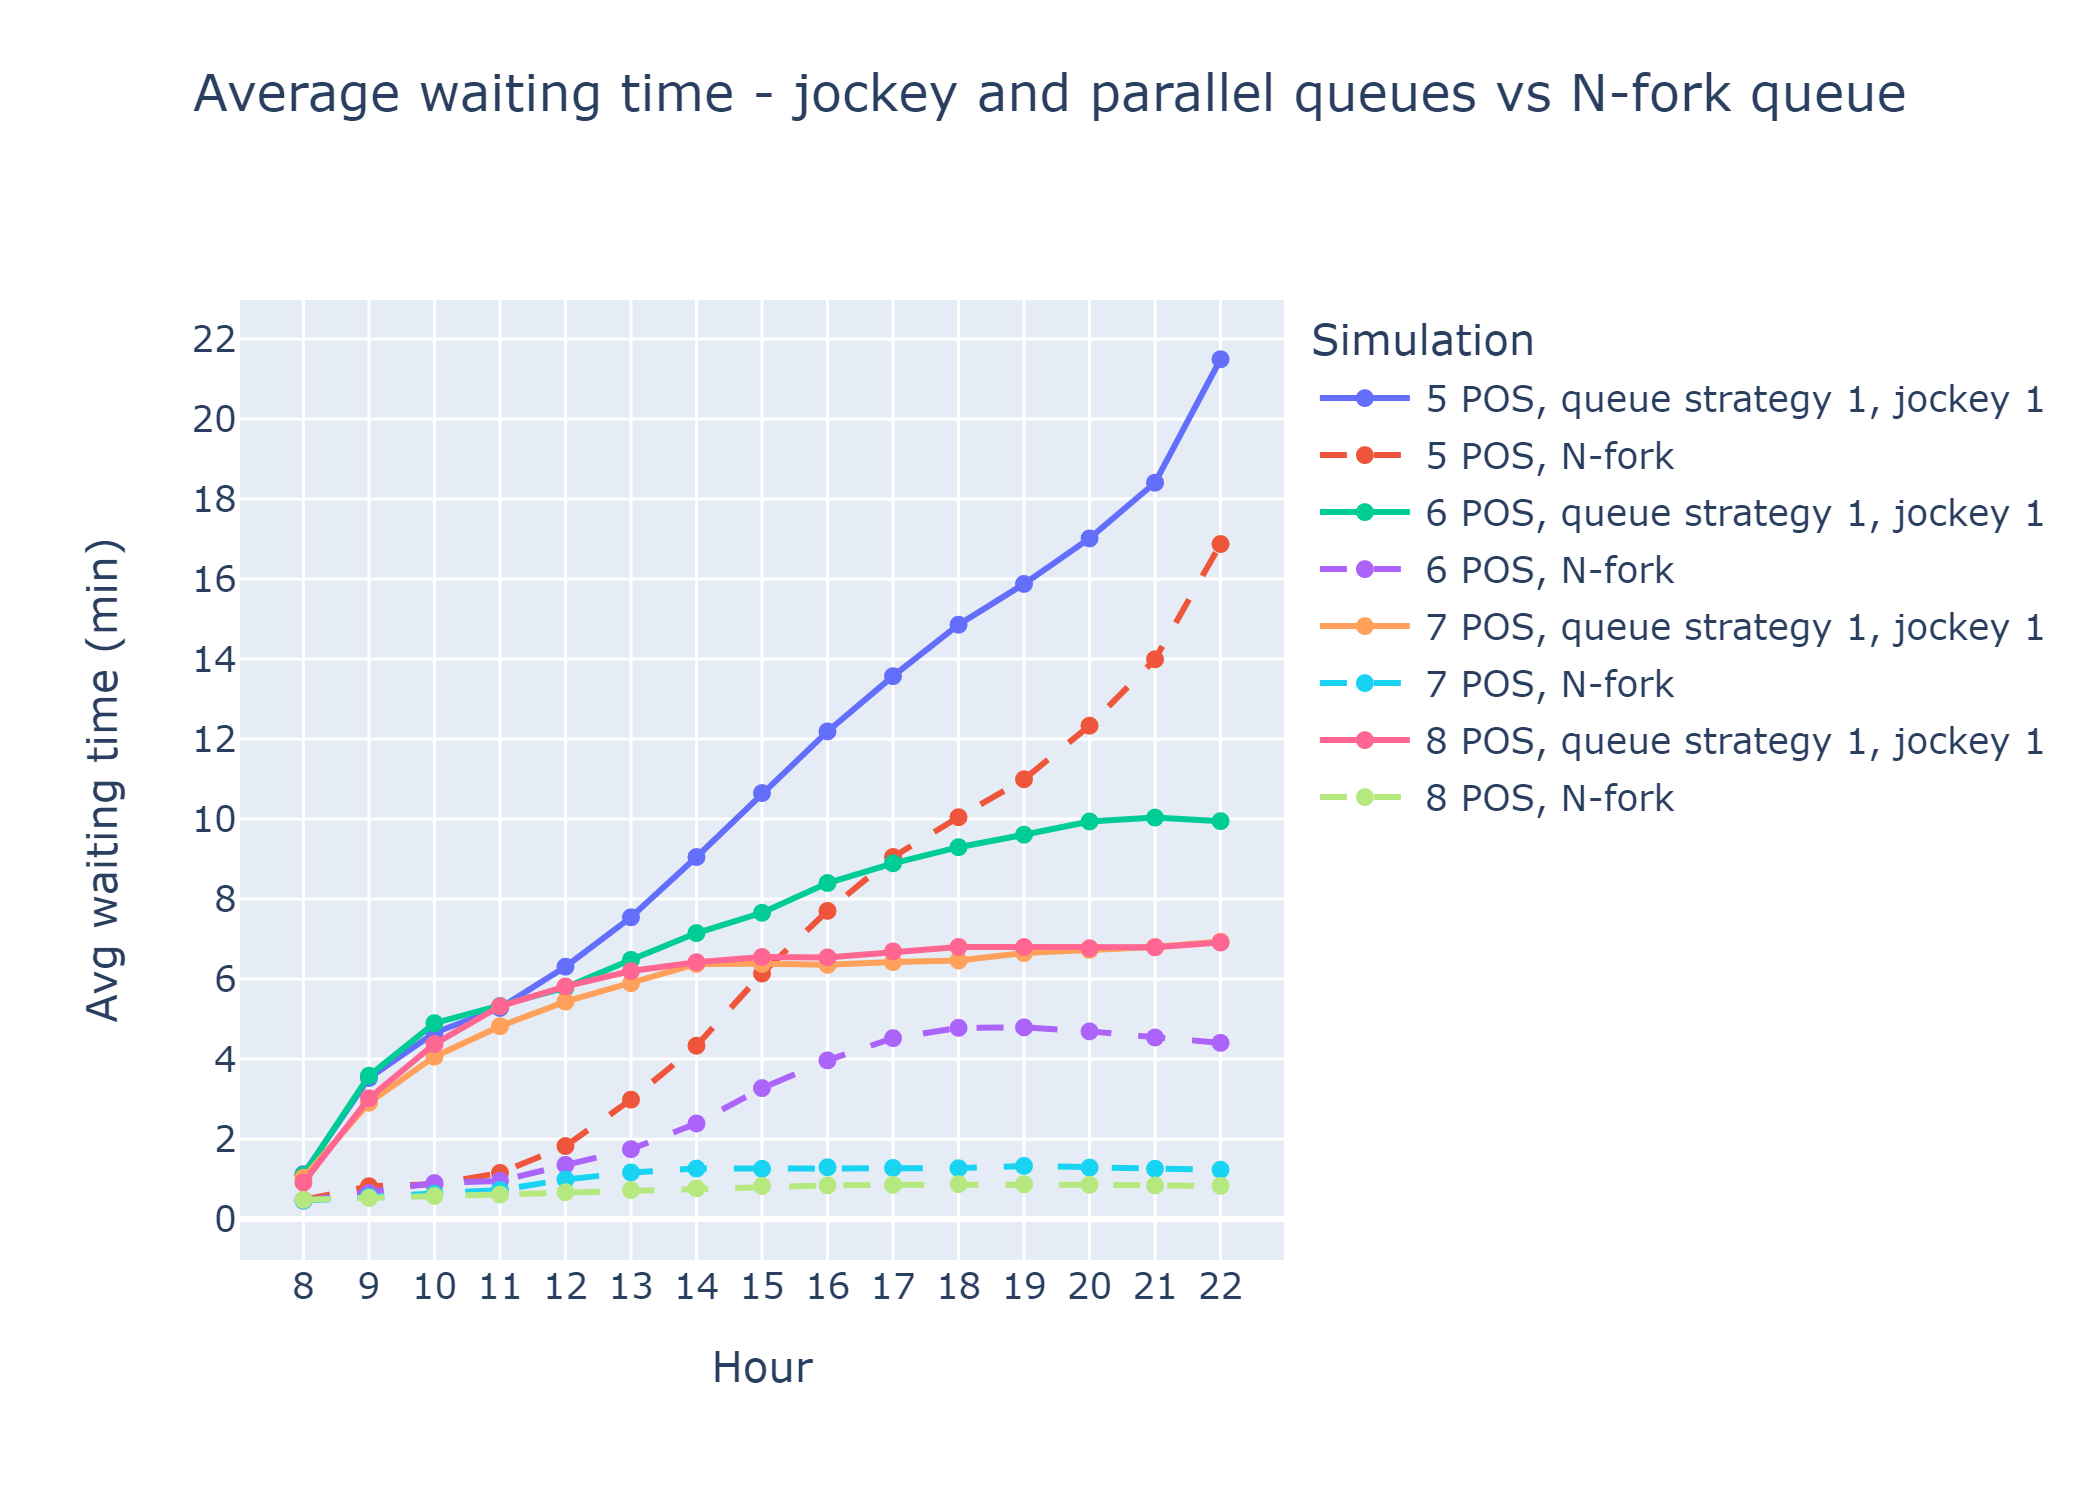 Average waiting time - jockey and parallel queues vs N-fork queue
Simulation
5 POS, queue strategy 1, jockey 1
5 POS, N-fork
6 POS, queue strategy 1, jockey 1
6 POS, N-fork
7 POS, queue strategy 1, jockey 1
7 POS, N-fork
8 POS, queue strategy 1, jockey 1
8 POS, N-fork
Avg waiting time (min)
22
20
18
16
14
12
10
8
6
4
2
0
8 9 10 11 12 13 14 15 16 17 18 19 20 21 22
Hour